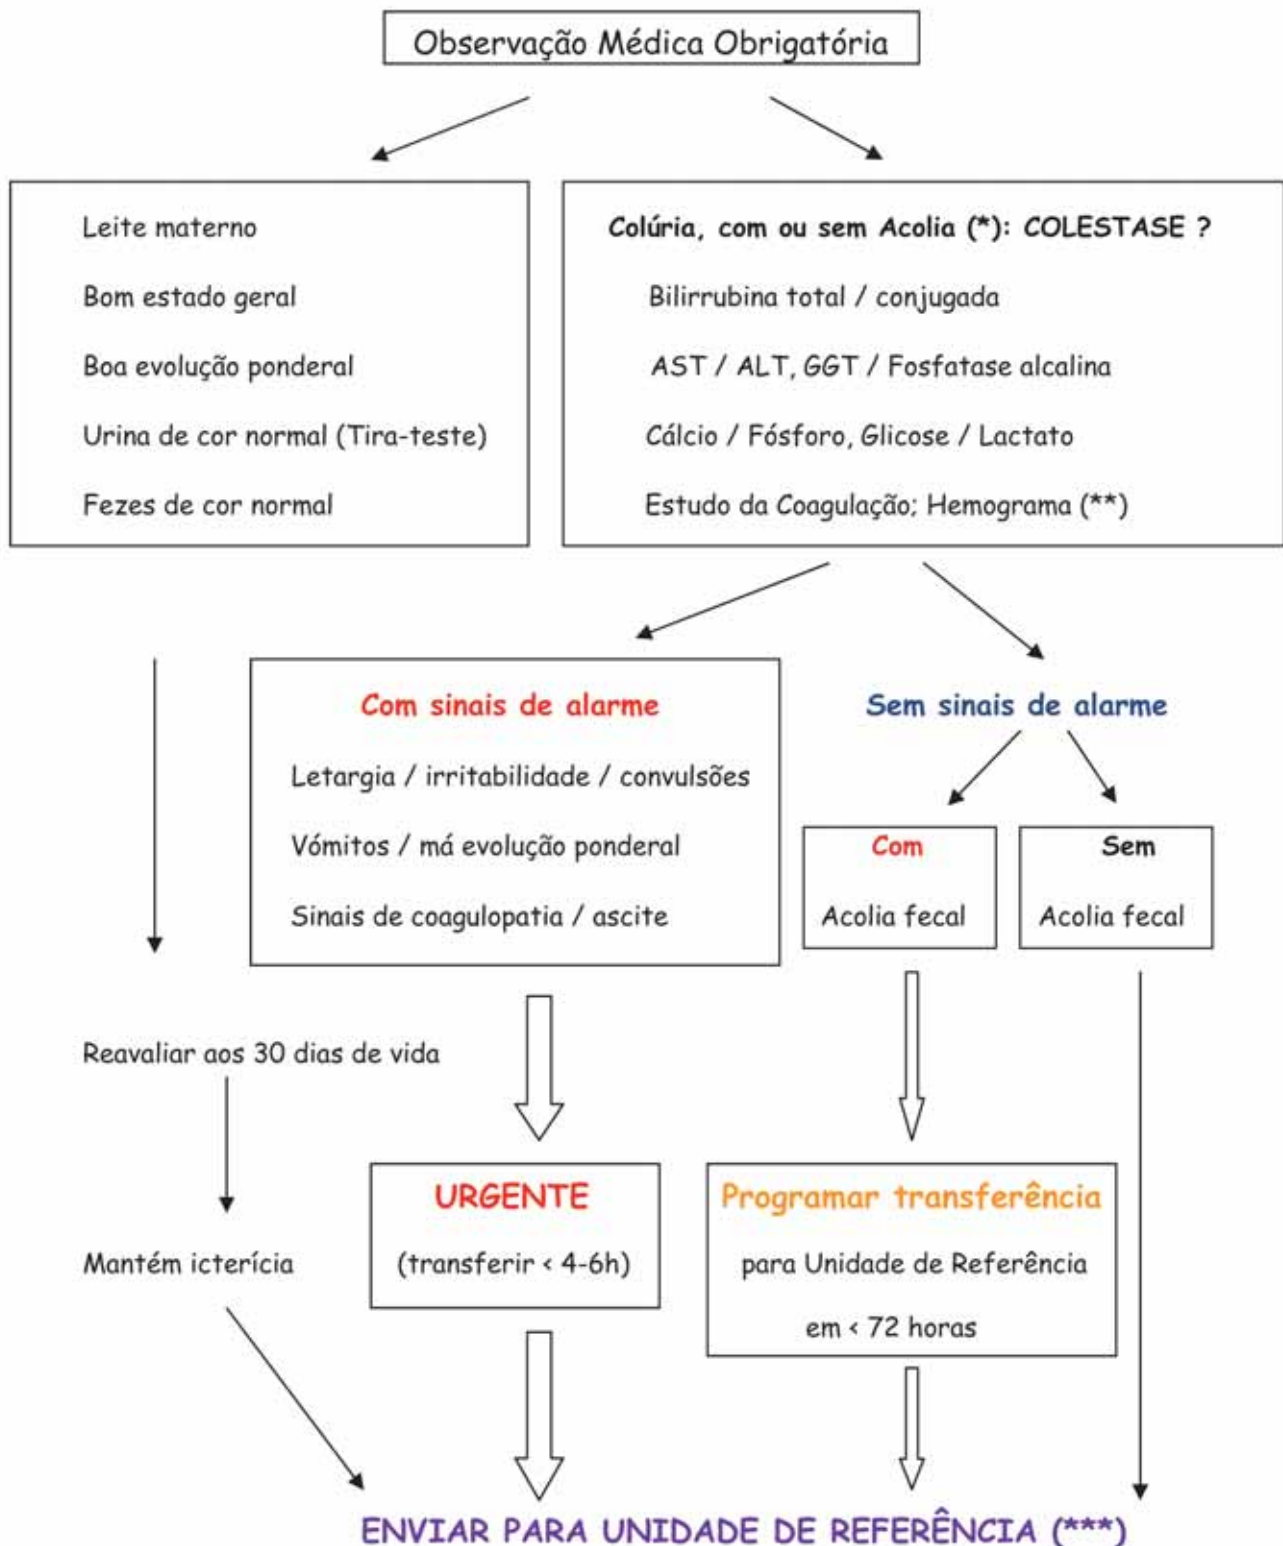 Observação Médica Obrigatória
Leite materno
Bom estado geral
Boa evolução ponderal
Urina de cor normal (Tira-teste)
Fezes de cor normal
Colúria, com ou sem Acolia (*): COLESTASE ?
Bilirrubina total / conjugada
AST / ALT, GGT / Fosfatase alcalina
Cálcio / Fósforo, Glicose / Lactato
Estudo da Coagulação; Hemograma (**)
Com sinais de alarme
Letargia / irritabilidade / convulsões
Vómitos / má evolução ponderal
Sinais de coagulopatia / ascite
Sem sinais de alarme
Com
Acolia fecal
Sem
Acolia fecal
Reavaliar aos 30 dias de vida
Mantém icterícia
URGENTE
(transferir < 4-6h)
Programar transferência
para Unidade de Referência
em < 72 horas
ENVIAR PARA UNIDADE DE REFERÊNCIA (***)